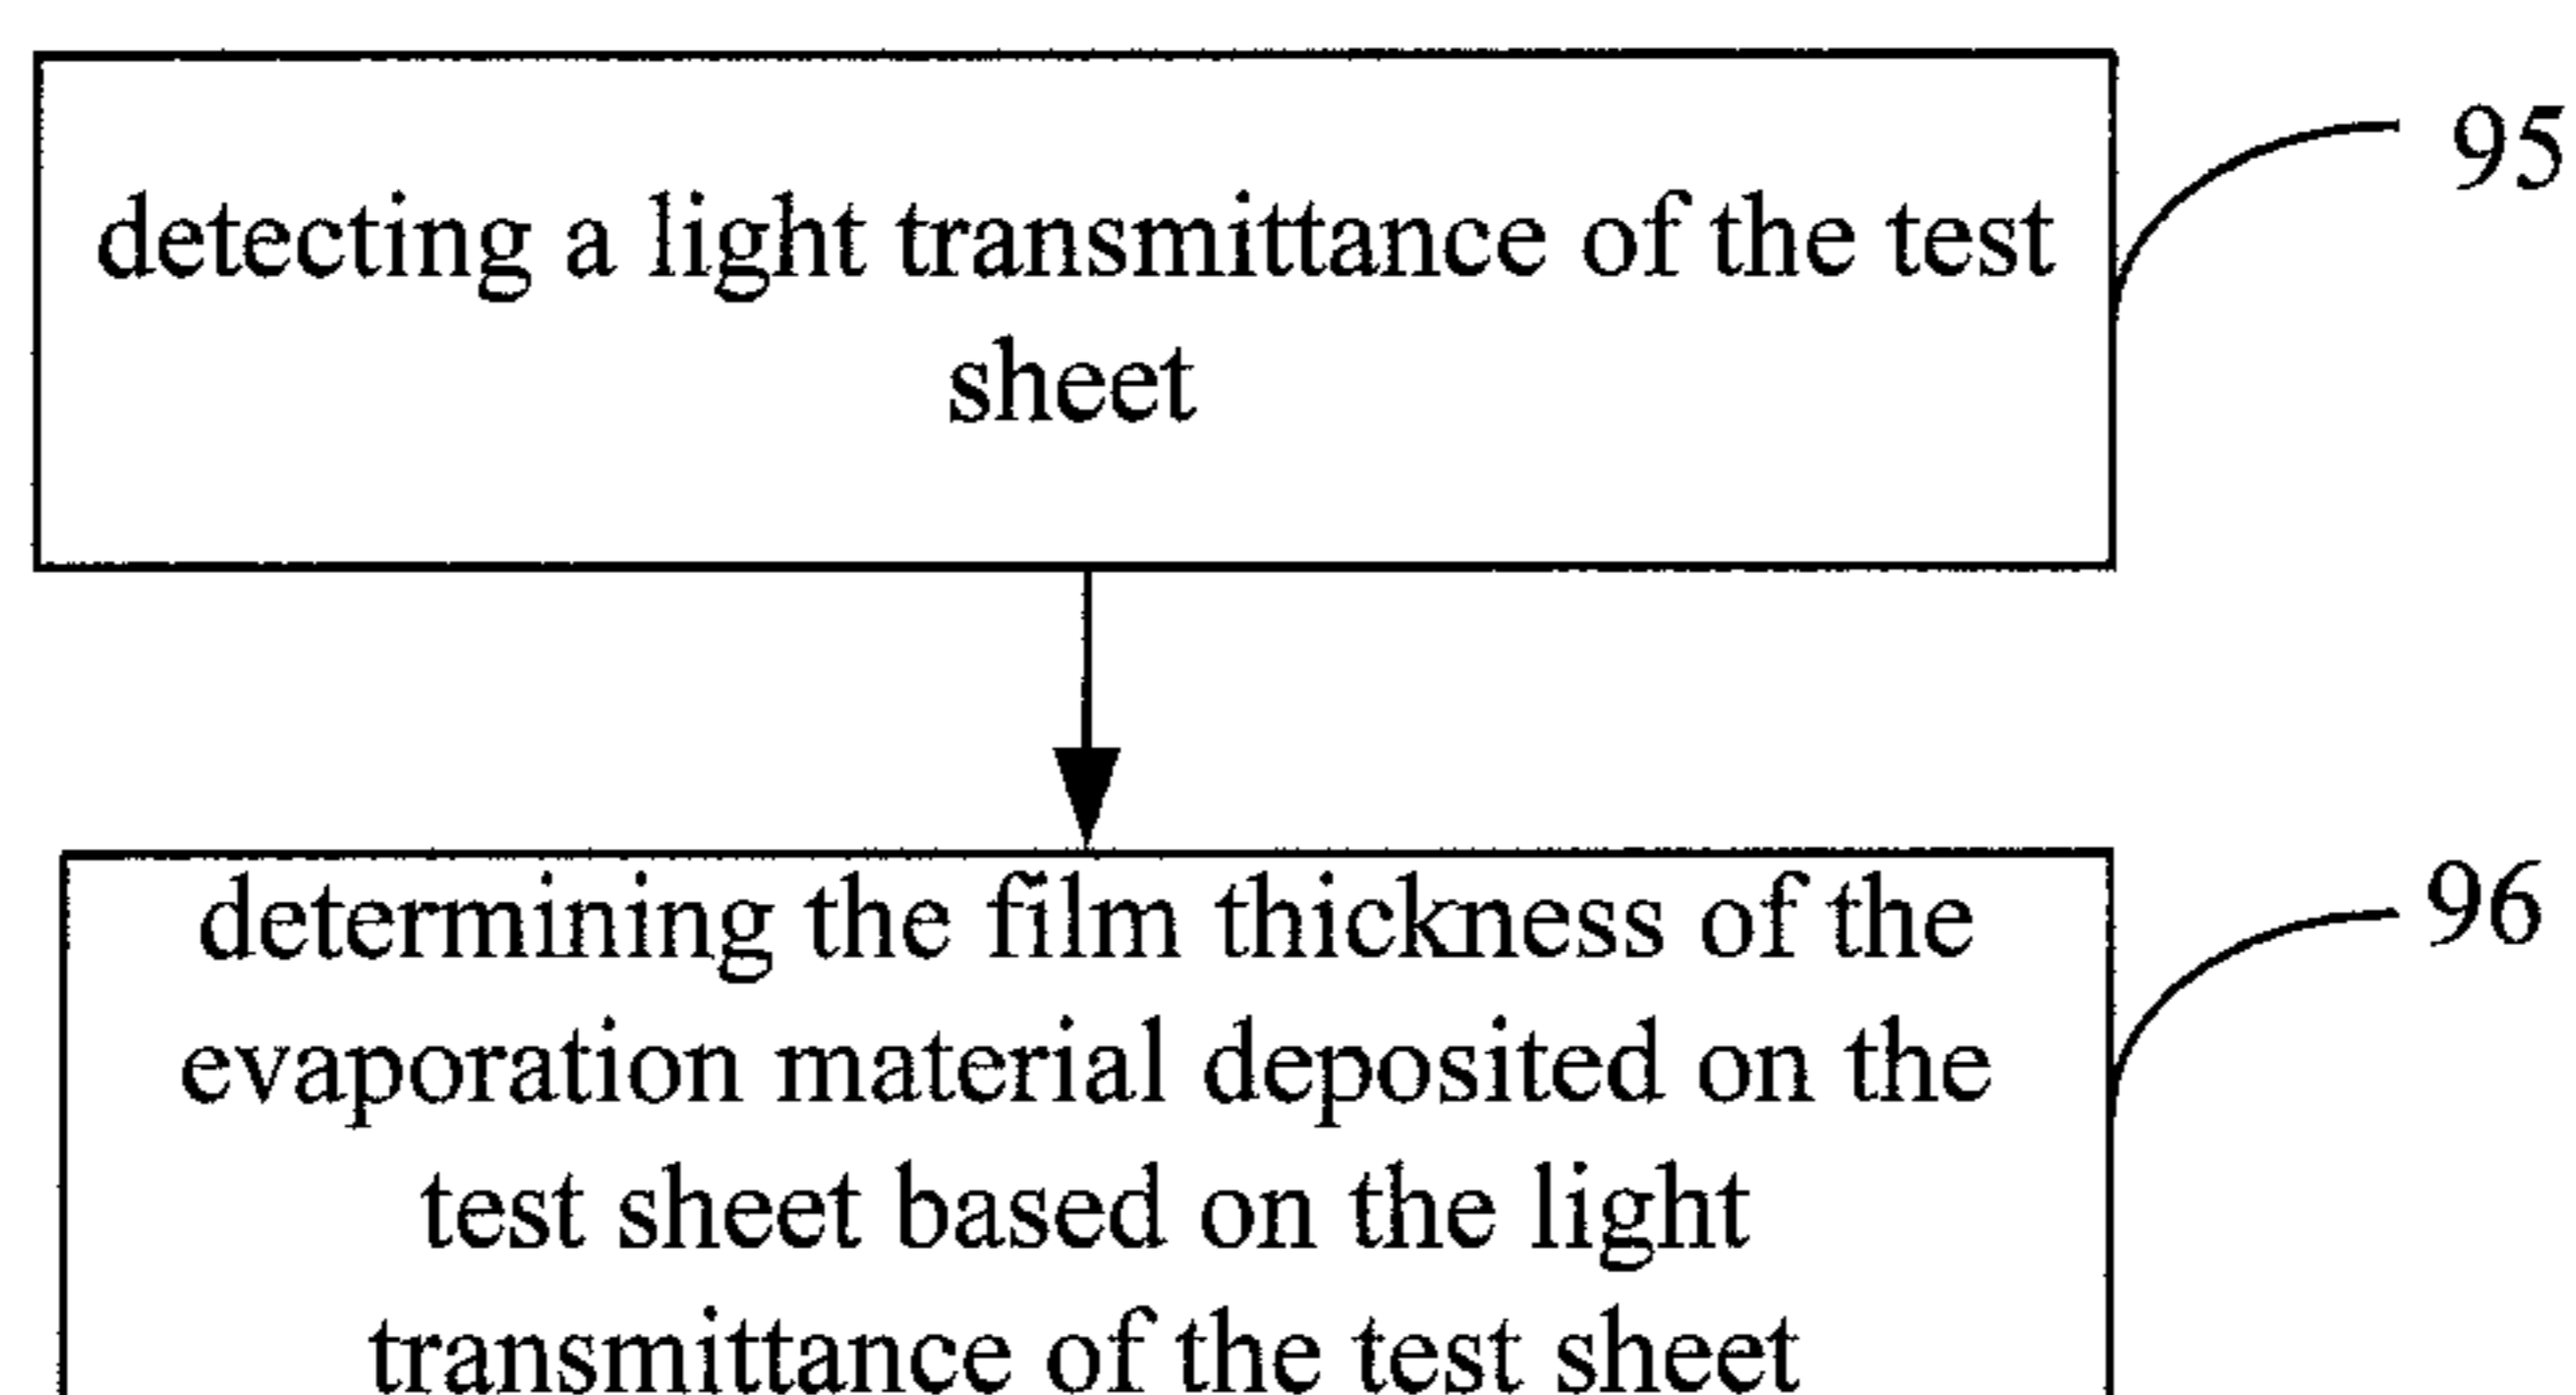 detecting a light transmittance of the test
sheet
95
determining the film thickness of the
evaporation material deposited on the
test sheet based on the light
transmittance of the test sheet
96